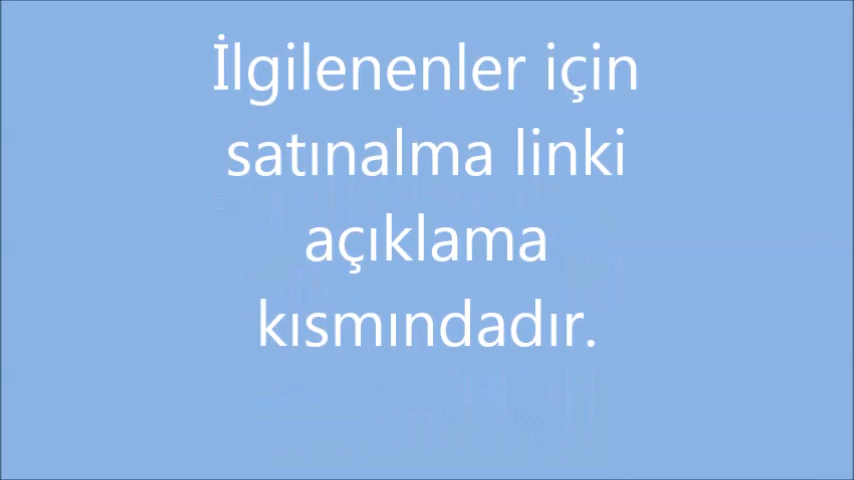 İlgilenenler için
satınalma linki
açıklama
kısmındadır.